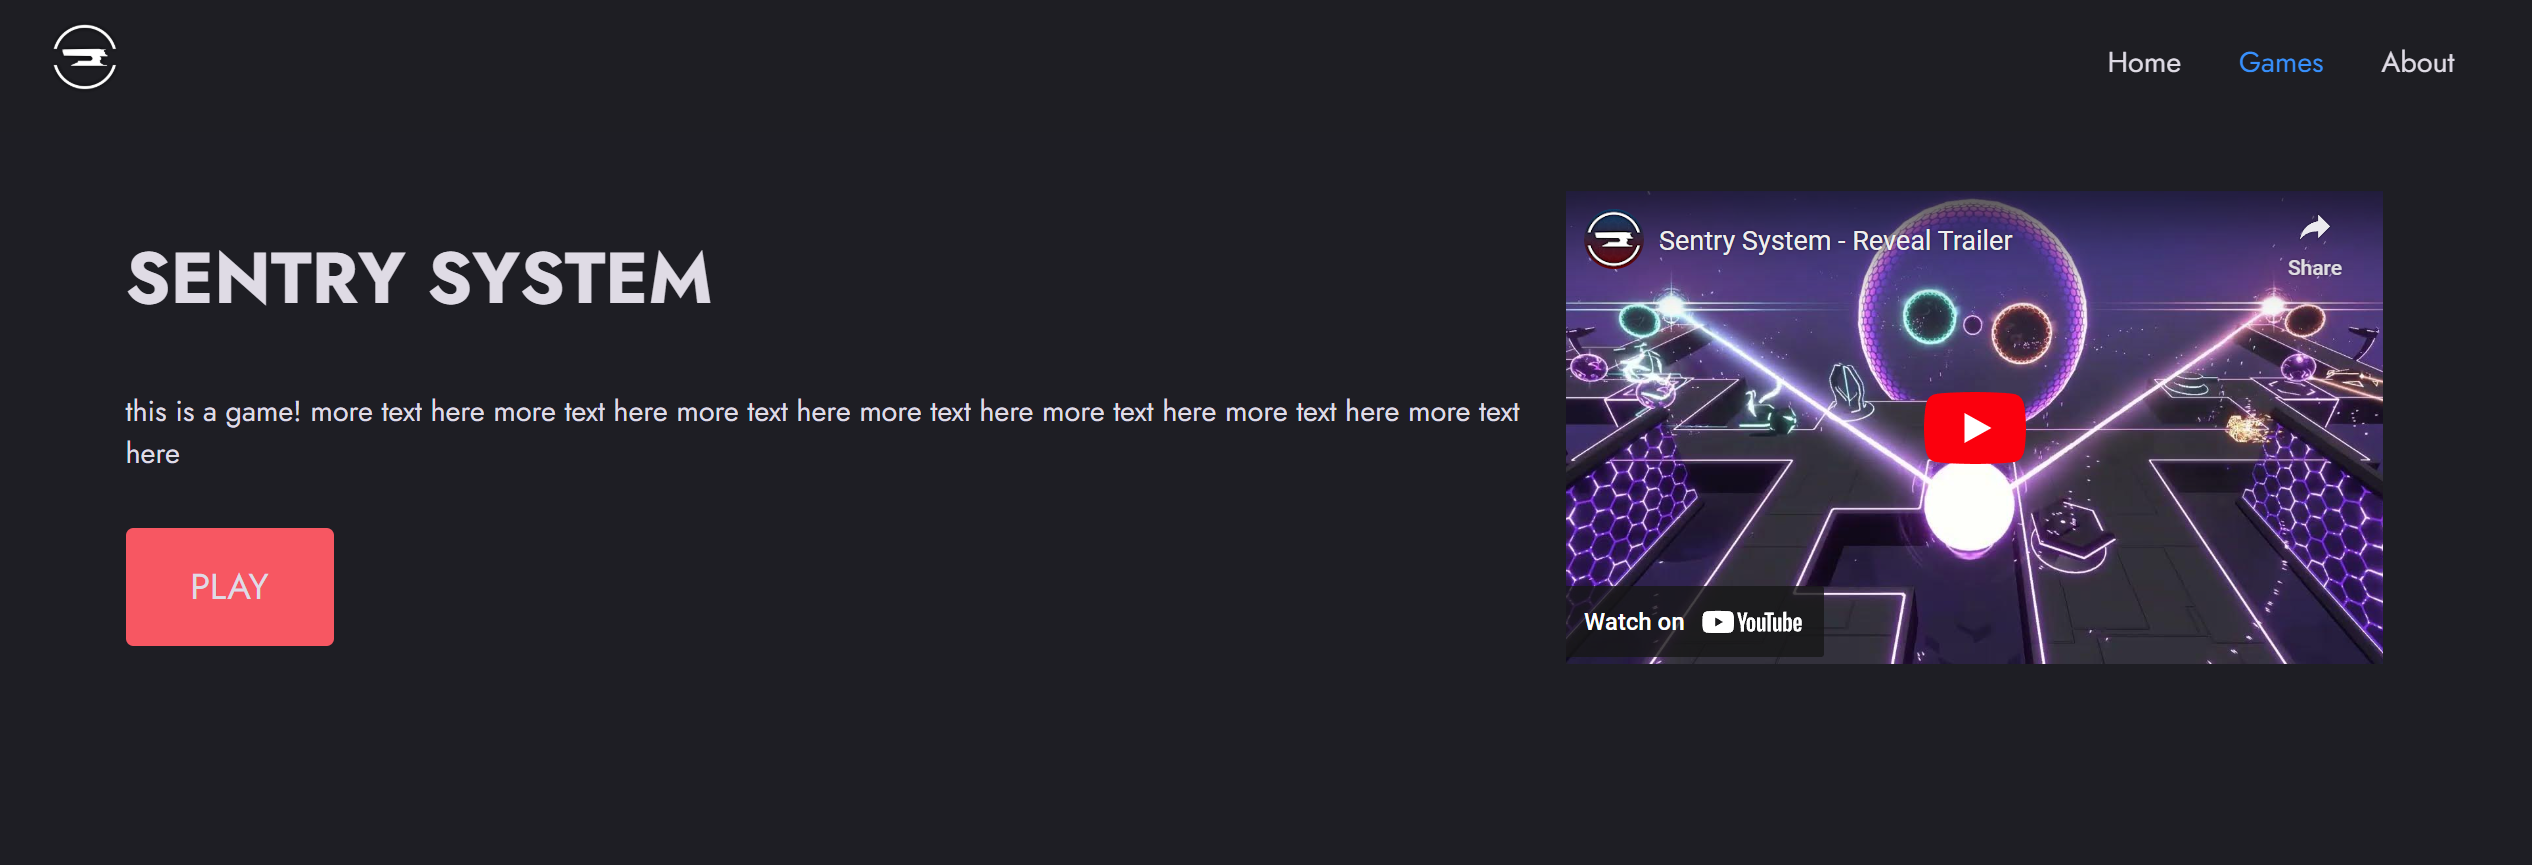 Home Games About
SENTRY SYSTEM
this is a game! more text here more text here more text here more text here more text here more text here more text
here
PLAY
Sentry System - Reveal Trailer
Share
Watch on YouTube